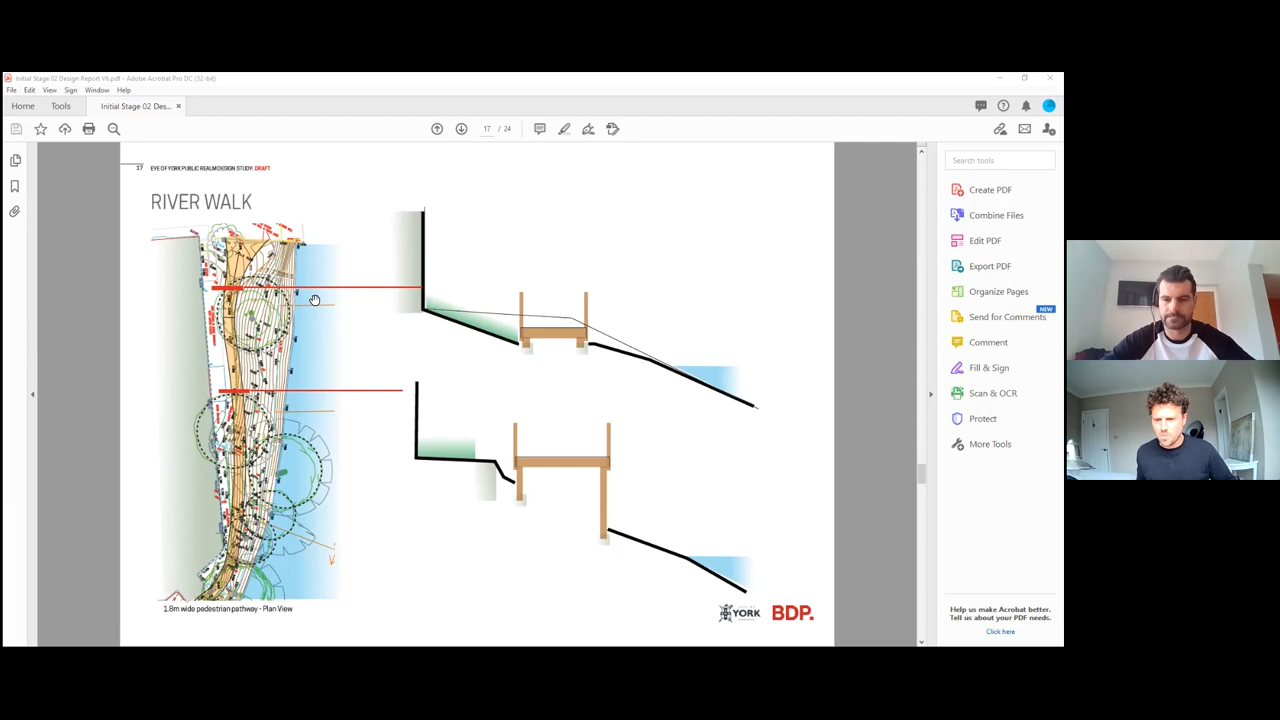 Initial Stage 02 Design Report V6.pdf - Adobe Acrobat Pro DC (32-bit)
File Edit View Sign Window Help
Home Tools Initial Stage 02 Des... ×
17 / 24
Search tools
Create PDF
Combine Files
Edit PDF
Export PDF
Organize Pages
NEW
Send for Comments
Comment
Fill & Sign
Scan & OCR
Protect
More Tools
Help us make Acrobat better.
Tell us about your PDF needs.
Click here
17 EYE OF YORK PUBLIC REALM DESIGN STUDY: DRAFT
RIVER WALK
1.8m wide pedestrian pathway - Plan View
YORK
BDP.